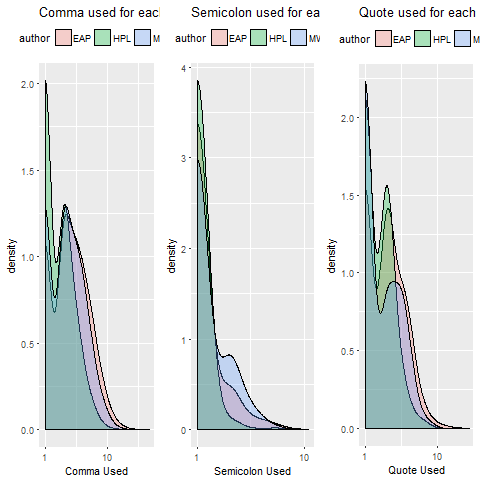 Comma used for eacl
author EAP HPL M
density
2.0
1.5
1.0
0.5
0.0
1 10
Comma Used
Semicolon used for ea
author EAP HPL MV
density
4
3
2
1
0
1 10
Semicolon Used
Quote used for each
author EAP HPL M
density
2.0
1.5
1.0
0.5
0.0
1 10
Quote Used